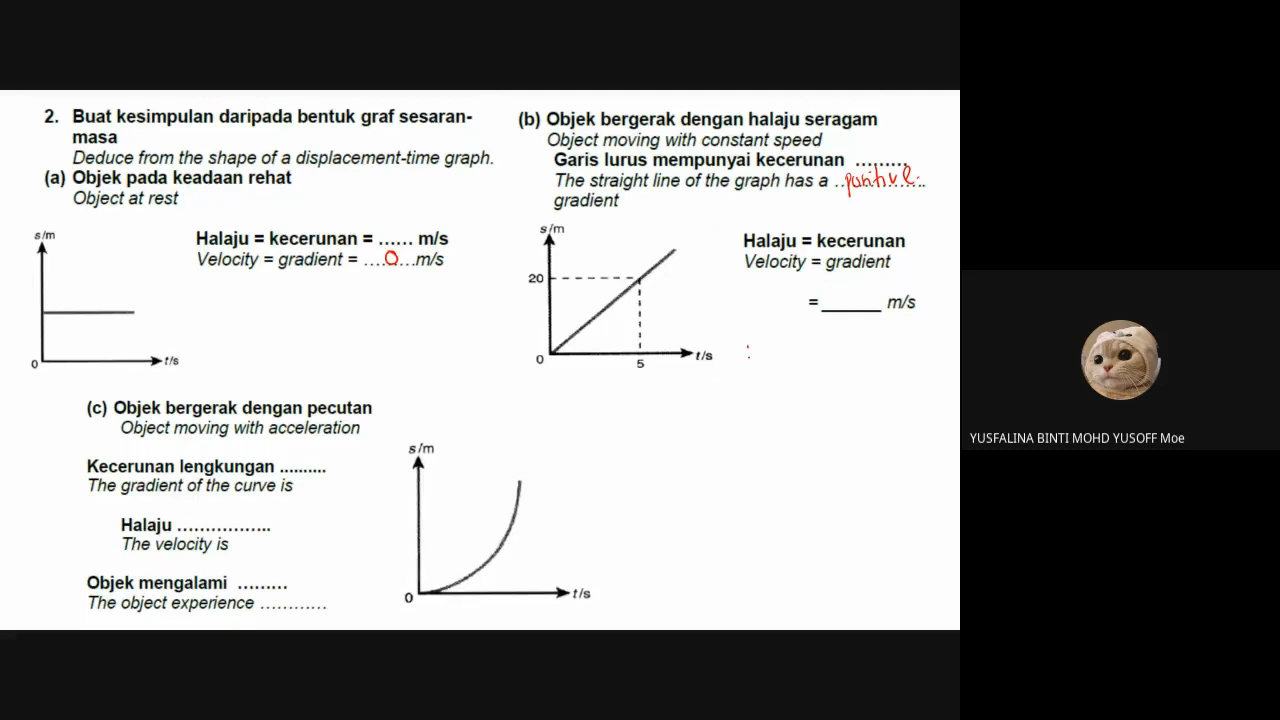 2. Buat kesimpulan daripada bentuk graf sesaran-
masa
Deduce from the shape of a displacement-time graph.
(a) Objek pada keadaan rehat
Object at rest
s/m
Halaju = kecerunan = ...... m/s
Velocity = gradient = ....O...m/s
0
t/s
(b) Objek bergerak dengan halaju seragam
Object moving with constant speed
Garis lurus mempunyai kecerunan .........
The straight line of the graph has a ..positive..
gradient
s/m
20
0
5
t/s
Halaju = kecerunan
Velocity = gradient
= ______ m/s
:
(c) Objek bergerak dengan pecutan
Object moving with acceleration
Kecerunan lengkungan ..........
The gradient of the curve is
Halaju ................
The velocity is
Objek mengalami .........
The object experience ............
s/m
0
t/s
YUSFALINA BINTI MOHD YUSOFF Moe